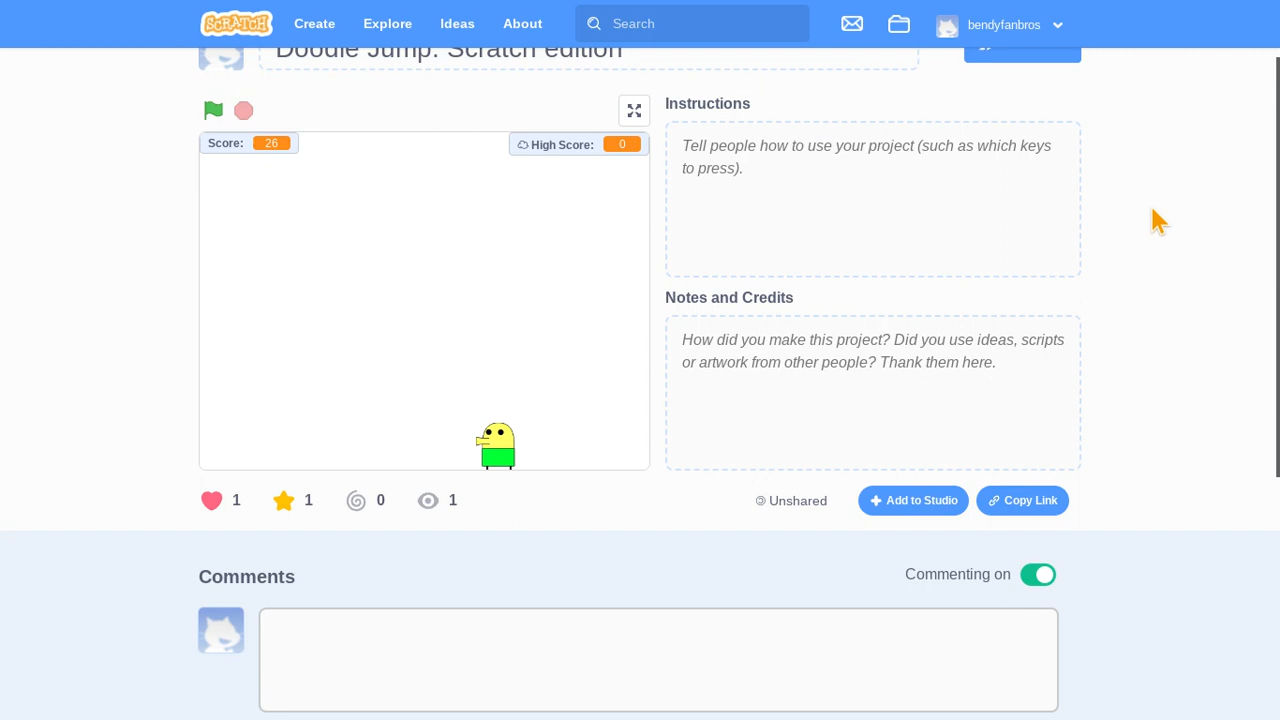 SCRATCH
Create
Explore
Ideas
About
Search
bendyfanbros
Doodle Jump: Scratch edition
Score: 26
High Score: 0
Instructions
Tell people how to use your project (such as which keys
to press).
Notes and Credits
How did you make this project? Did you use ideas, scripts
or artwork from other people? Thank them here.
1
1
0
1
Unshared
Add to Studio
Copy Link
Comments
Commenting on